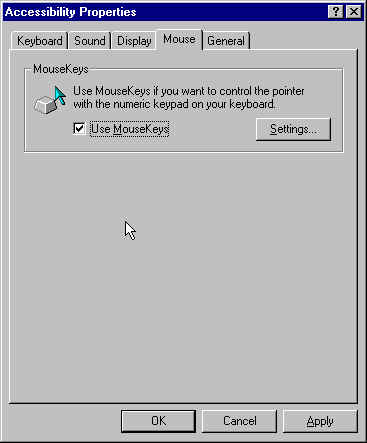 Accessibility Properties
Keyboard Sound Display Mouse General
MouseKeys
Use MouseKeys if you want to control the pointer
with the numeric keypad on your keyboard.
Use MouseKeys Settings...
OK Cancel Apply